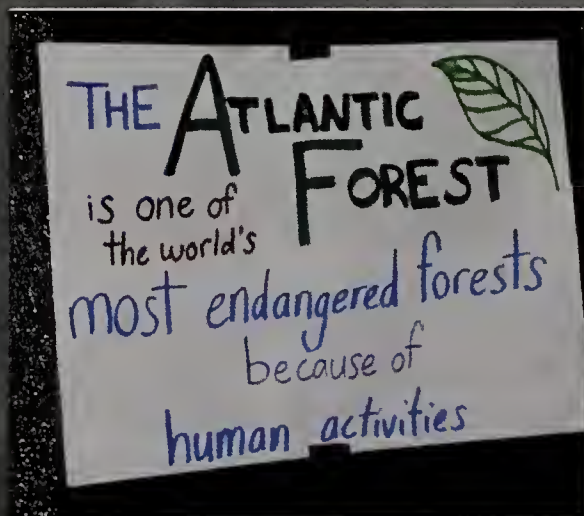 THE ATLANTIC
FOREST
is one of
the world's
most endangered forests
because of
human activities